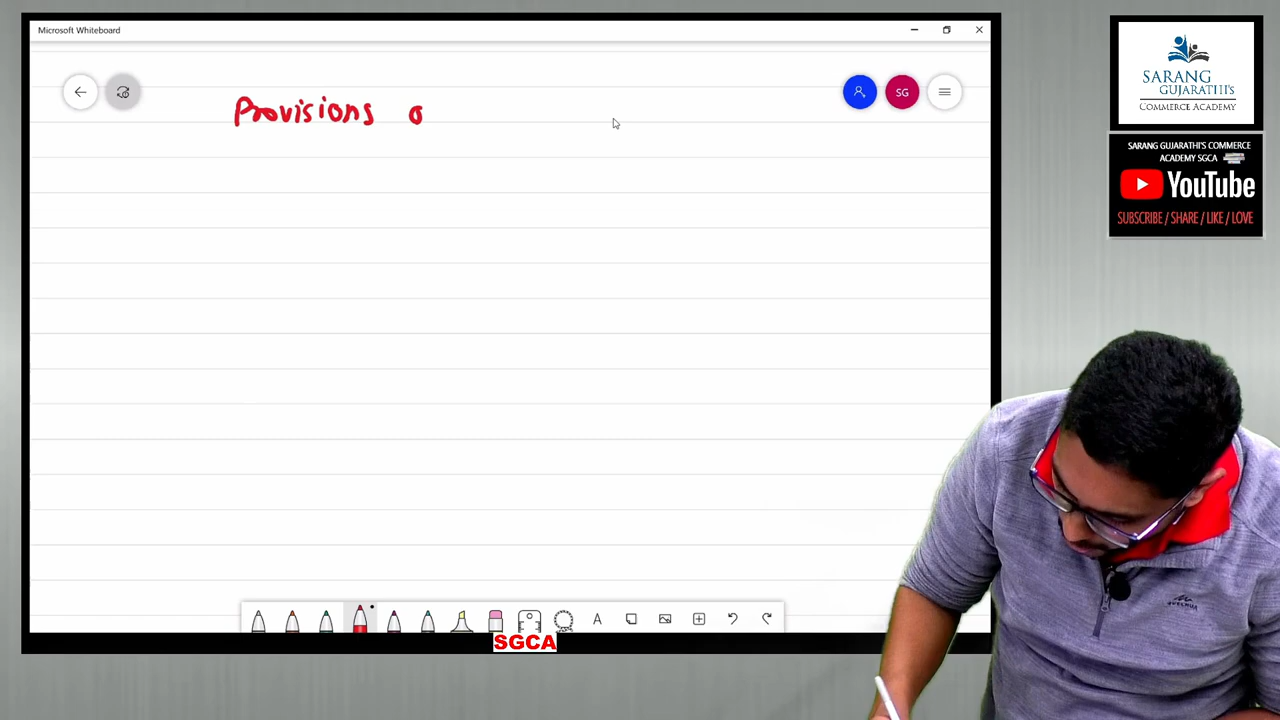 Microsoft Whiteboard
SG
Provisions o
A
SGCA
SARANG
GUJARATHI'S
COMMERCE ACADEMY
SARANG GUJARATHI'S COMMERCE
ACADEMY SGCA
YouTube
SUBSCRIBE / SHARE / LIKE / LOVE